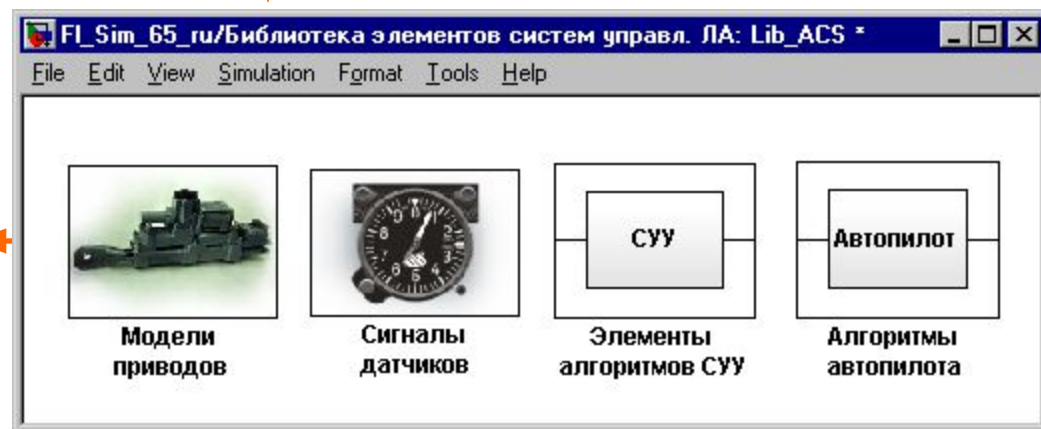 Fl_Sim_65_ru/Библиотека элементов систем управл. ЛА: Lib_ACS *
File Edit View Simulation Format Tools Help
СУУ
Автопилот
Модели
приводов
Сигналы
датчиков
Элементы
алгоритмов СУУ
Алгоритмы
автопилота